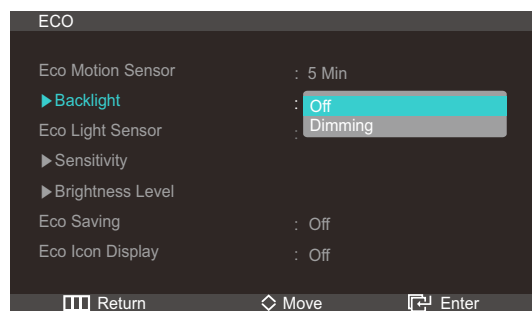 ECO
Eco Motion Sensor : 5 Min
▶Backlight : Off
Dimming
Eco Light Sensor :
▶Sensitivity
▶Brightness Level
Eco Saving : Off
Eco Icon Display : Off
Return Move Enter